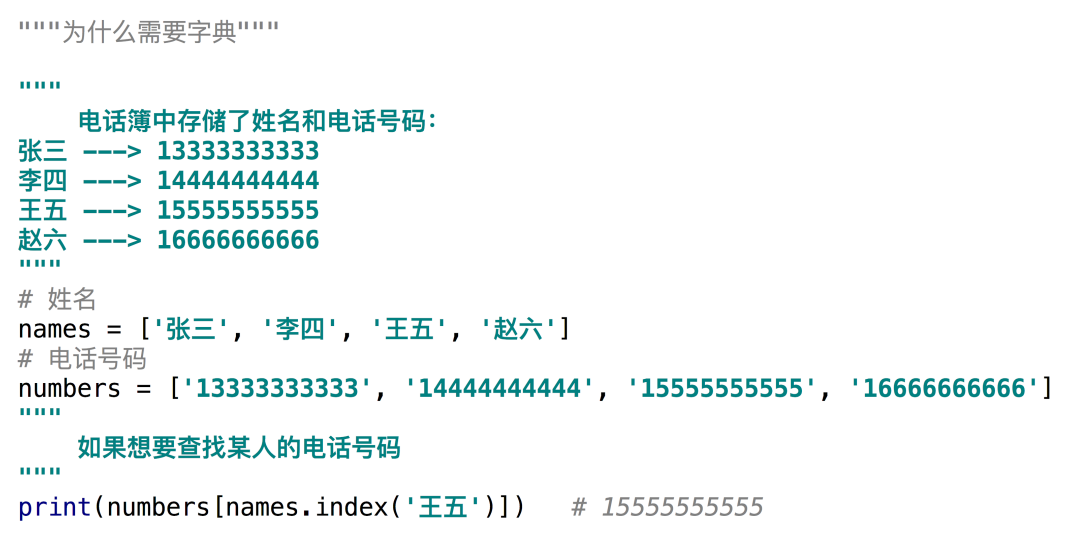 """为什么需要字典"""
"""
电话簿中存储了姓名和电话号码：
张三 ---> 13333333333
李四 ---> 14444444444
王五 ---> 15555555555
赵六 ---> 16666666666
"""
# 姓名
names = ['张三', '李四', '王五', '赵六']
# 电话号码
numbers = ['13333333333', '14444444444', '15555555555', '16666666666']
"""
如果想要查找某人的电话号码
"""
print(numbers[names.index('王五')])   # 15555555555